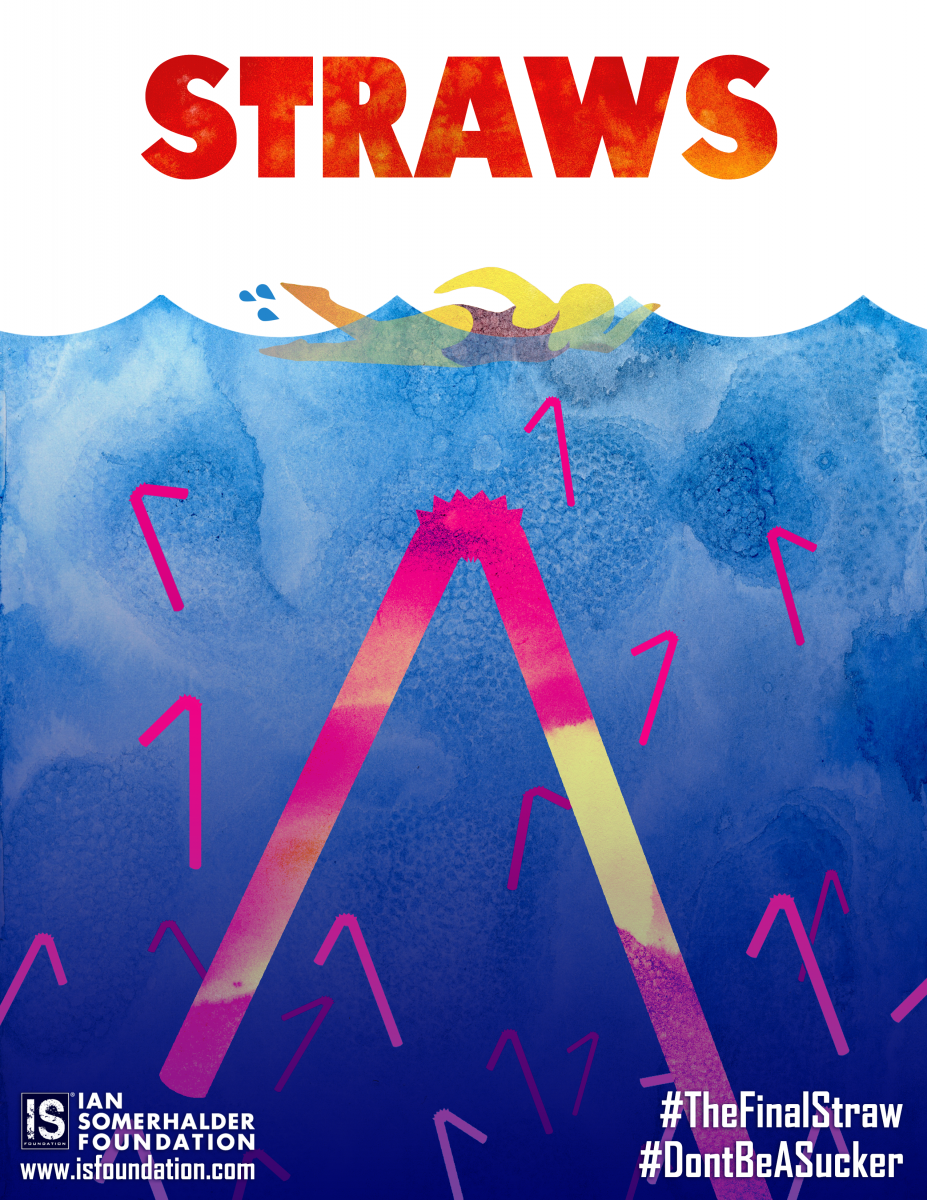 STRAWS
IS
FOUNDATION
IAN
SOMERHALDER
FOUNDATION
www.isfoundation.com
#TheFinalStraw
#DontBeASucker